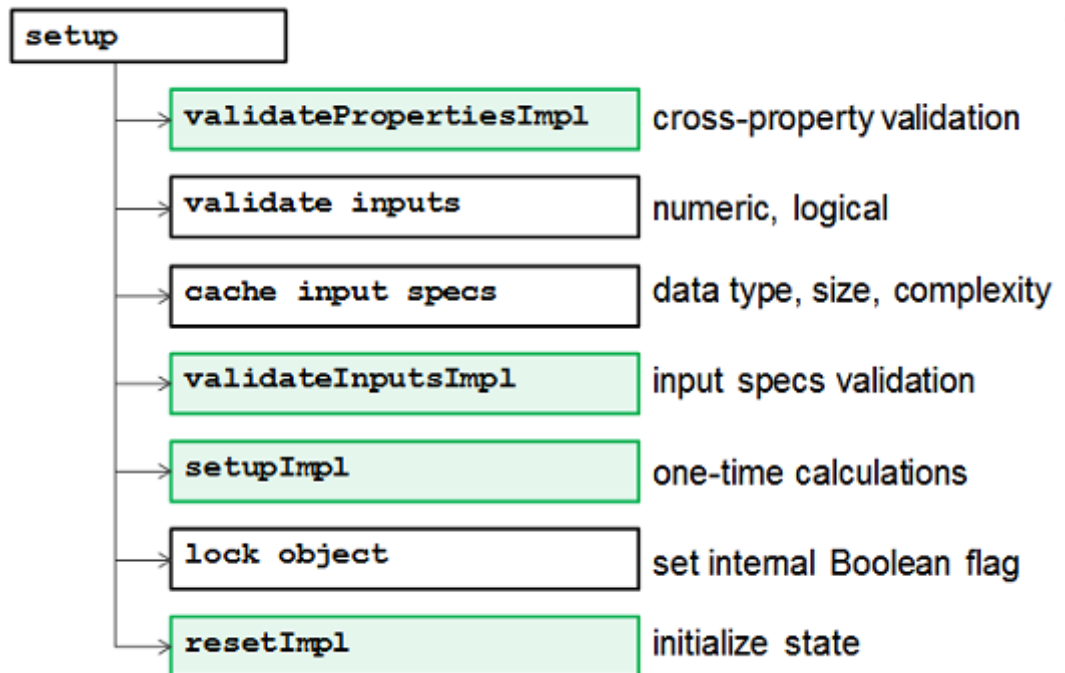 setup
validatePropertiesImpl cross-property validation
validate inputs numeric, logical
cache input specs data type, size, complexity
validateInputsImpl input specs validation
setupImpl one-time calculations
lock object set internal Boolean flag
resetImpl initialize state